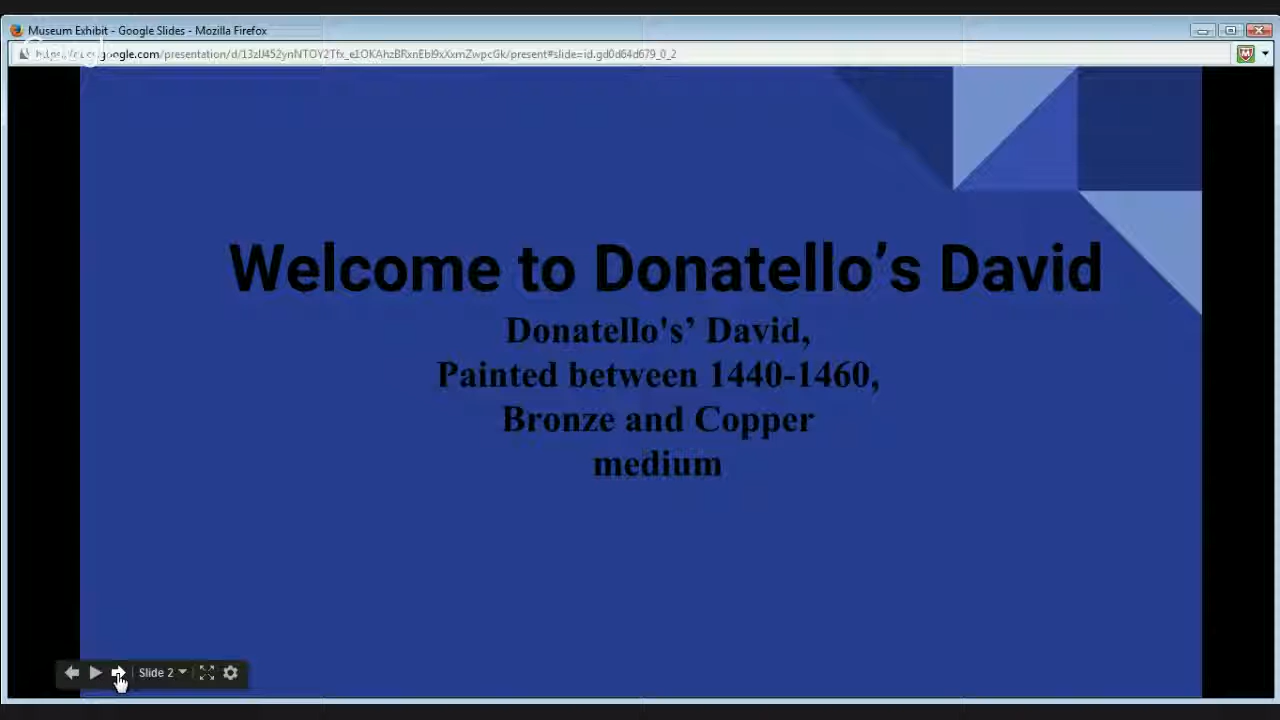 Museum Exhibit - Google Slides - Mozilla Firefox
Welcome to Donatello’s David
Donatello's’ David,
Painted between 1440-1460,
Bronze and Copper
medium
Slide 2